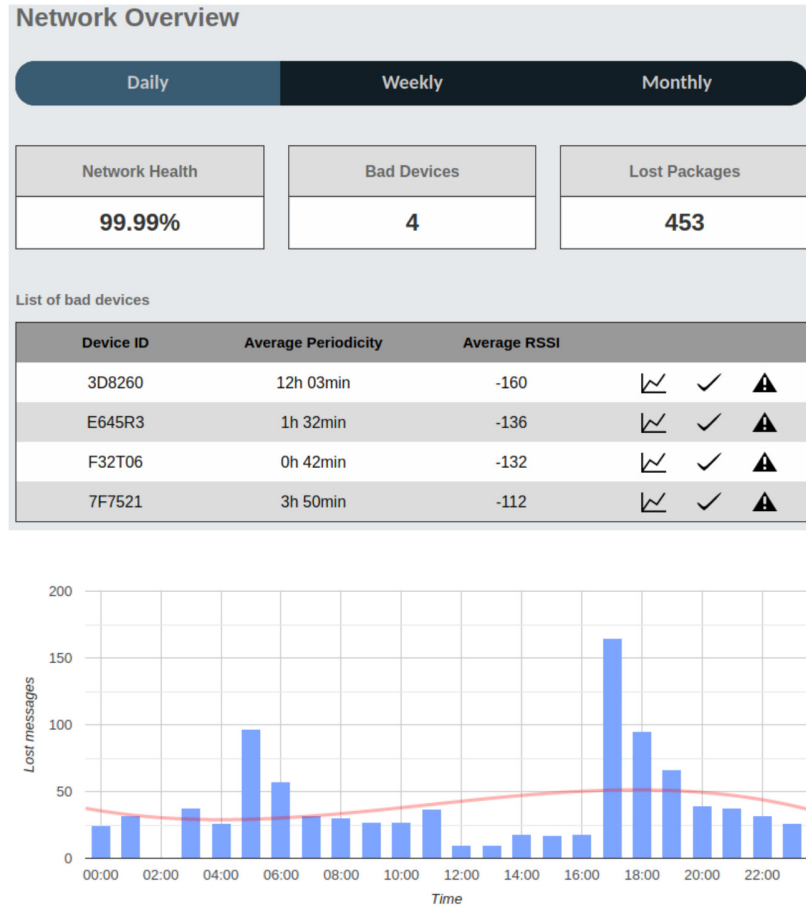 Network Overview
Daily Weekly Monthly
Network Health Bad Devices Lost Packages
99.99% 4 453
List of bad devices
Device ID Average Periodicity Average RSSI
3D8260 12h 03min -160
E645R3 1h 32min -136
F32T06 0h 42min -132
7F7521 3h 50min -112
200
150
100
50
0
Lost messages
00:00 02:00 04:00 06:00 08:00 10:00 12:00 14:00 16:00 18:00 20:00 22:00
Time